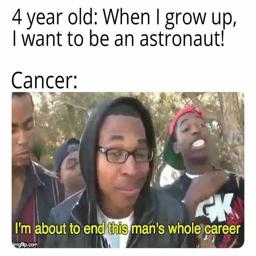 4 year old: When I grow up,
I want to be an astronaut!
Cancer:
GK
I'm about to end this man's whole career
imgflip.com